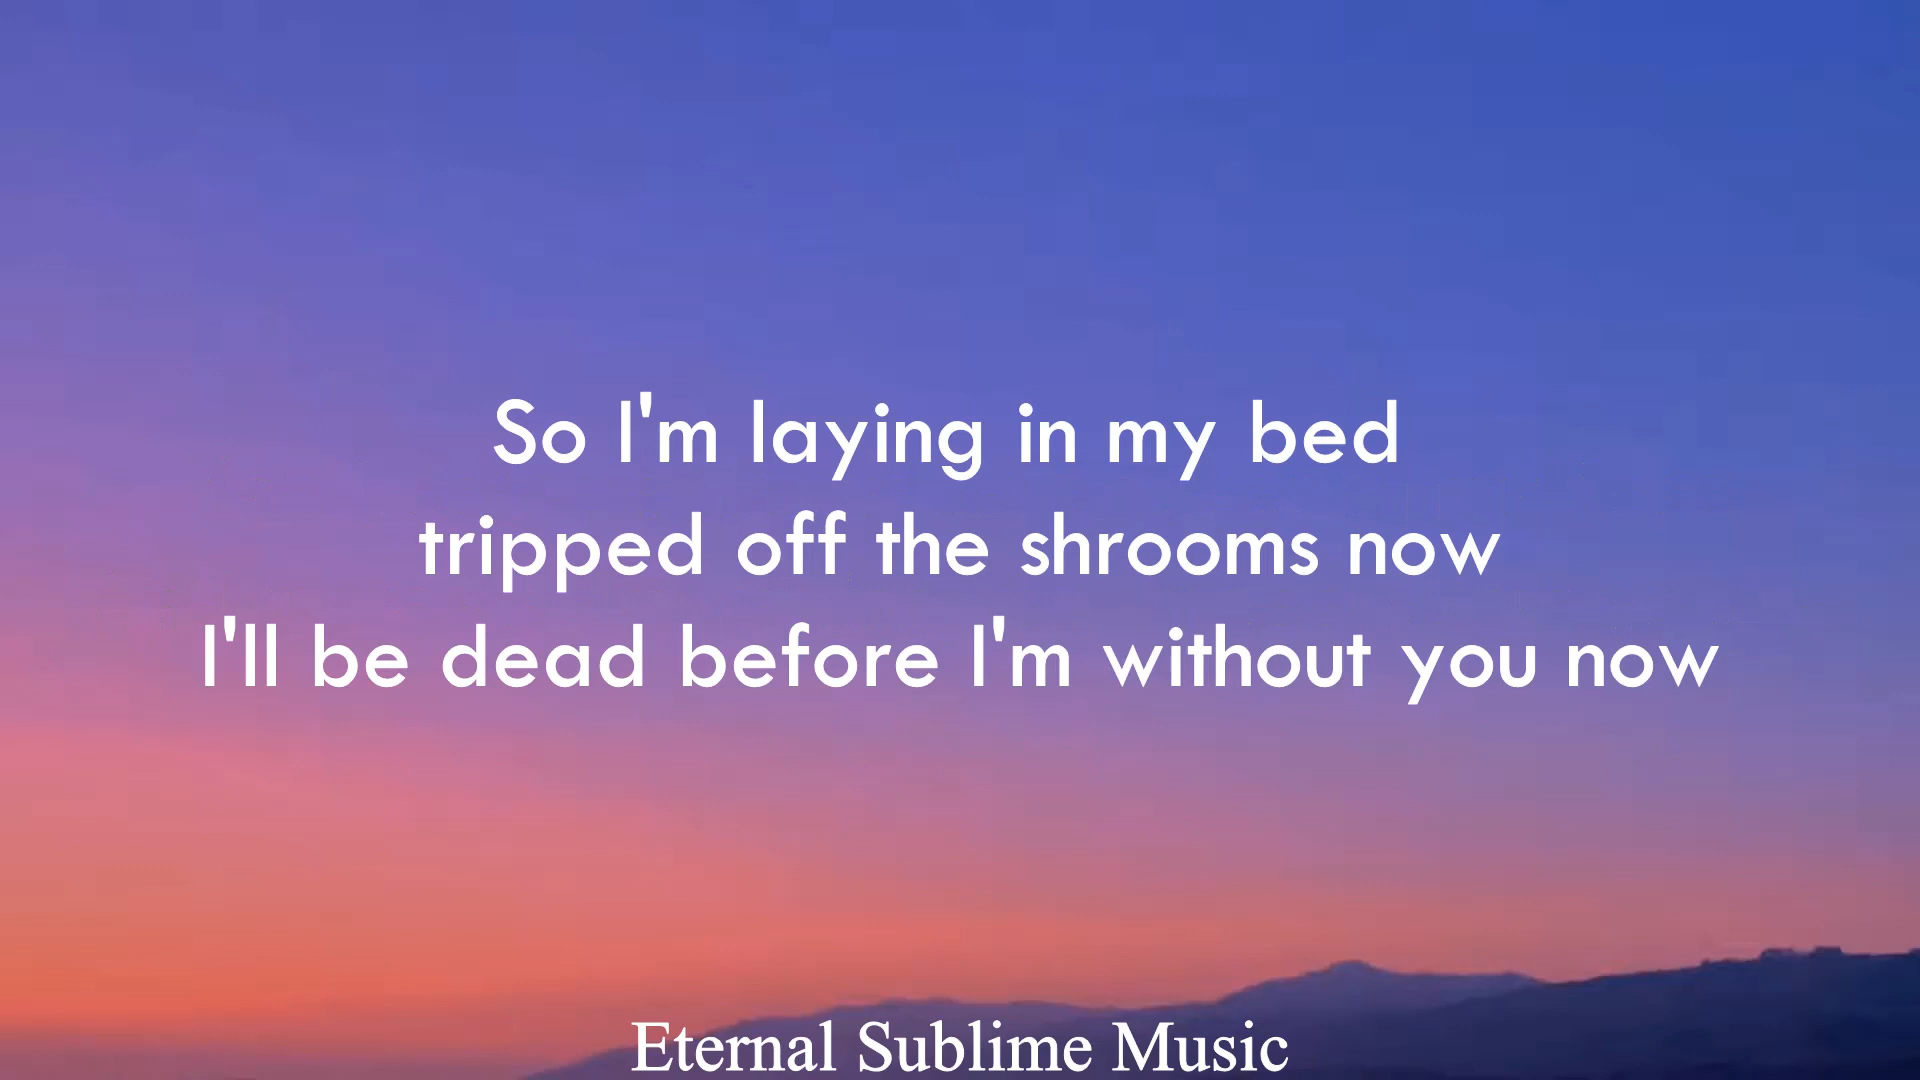 So I'm laying in my bed
tripped off the shrooms now
I'll be dead before I'm without you now
Eternal Sublime Music